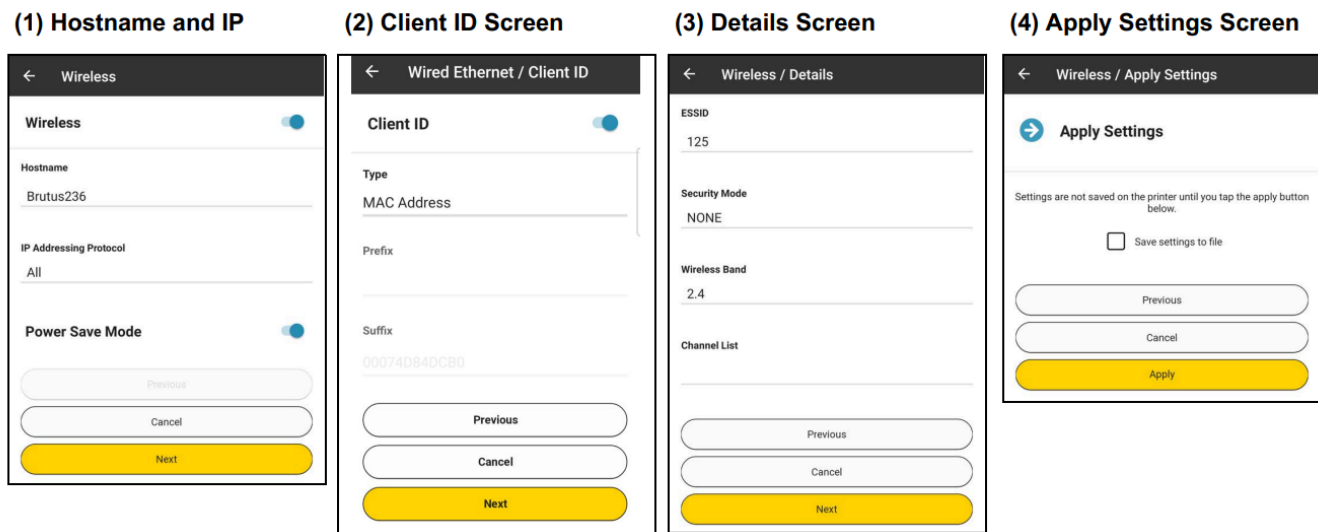 (1) Hostname and IP
Wireless
Wireless
Hostname
Brutus236
IP Addressing Protocol
All
Power Save Mode
Previous
Cancel
Next
(2) Client ID Screen
Wired Ethernet / Client ID
Client ID
Type
MAC Address
Prefix
Suffix
00074D84DCB0
Previous
Cancel
Next
(3) Details Screen
Wireless / Details
ESSID
125
Security Mode
NONE
Wireless Band
2.4
Channel List
Previous
Cancel
Next
(4) Apply Settings Screen
Wireless / Apply Settings
Apply Settings
Settings are not saved on the printer until you tap the apply button
below.
Save settings to file
Previous
Cancel
Apply